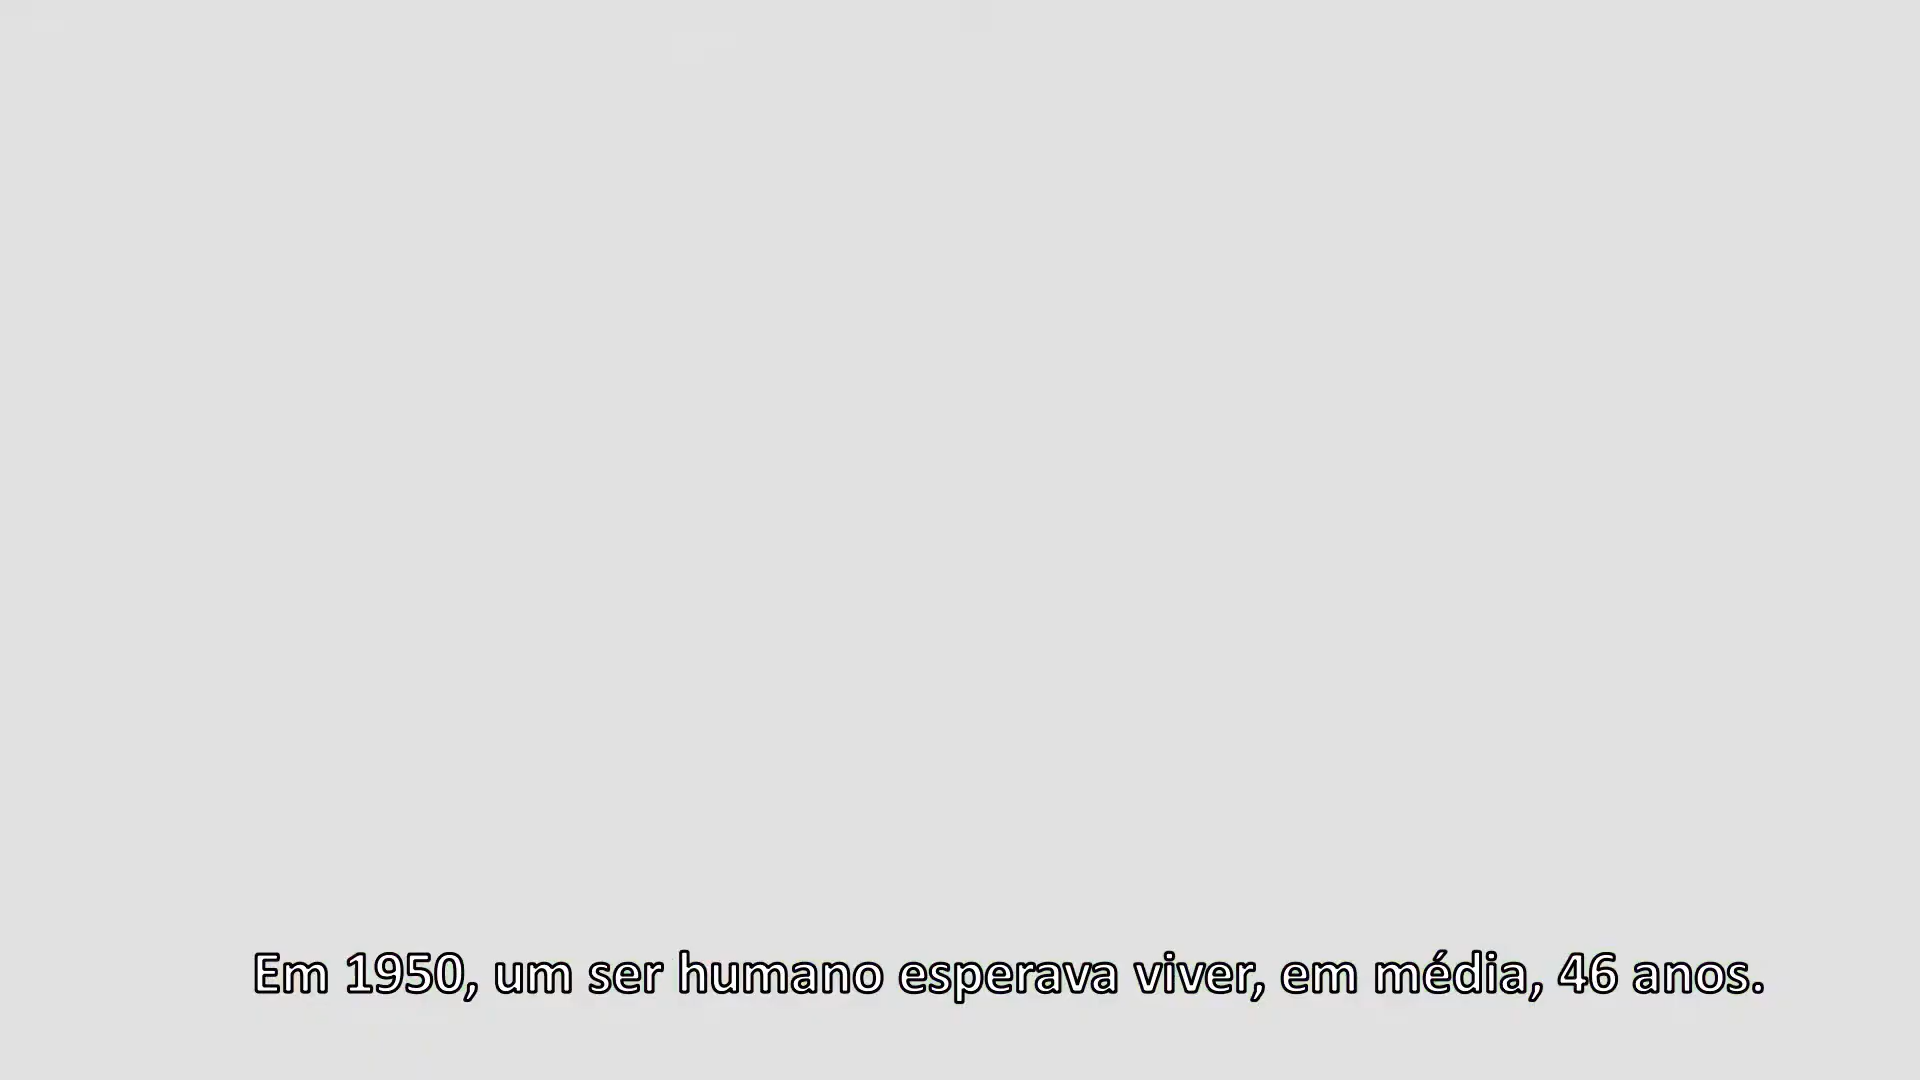 Em 1950, um ser humano esperava viver, em média, 46 anos.